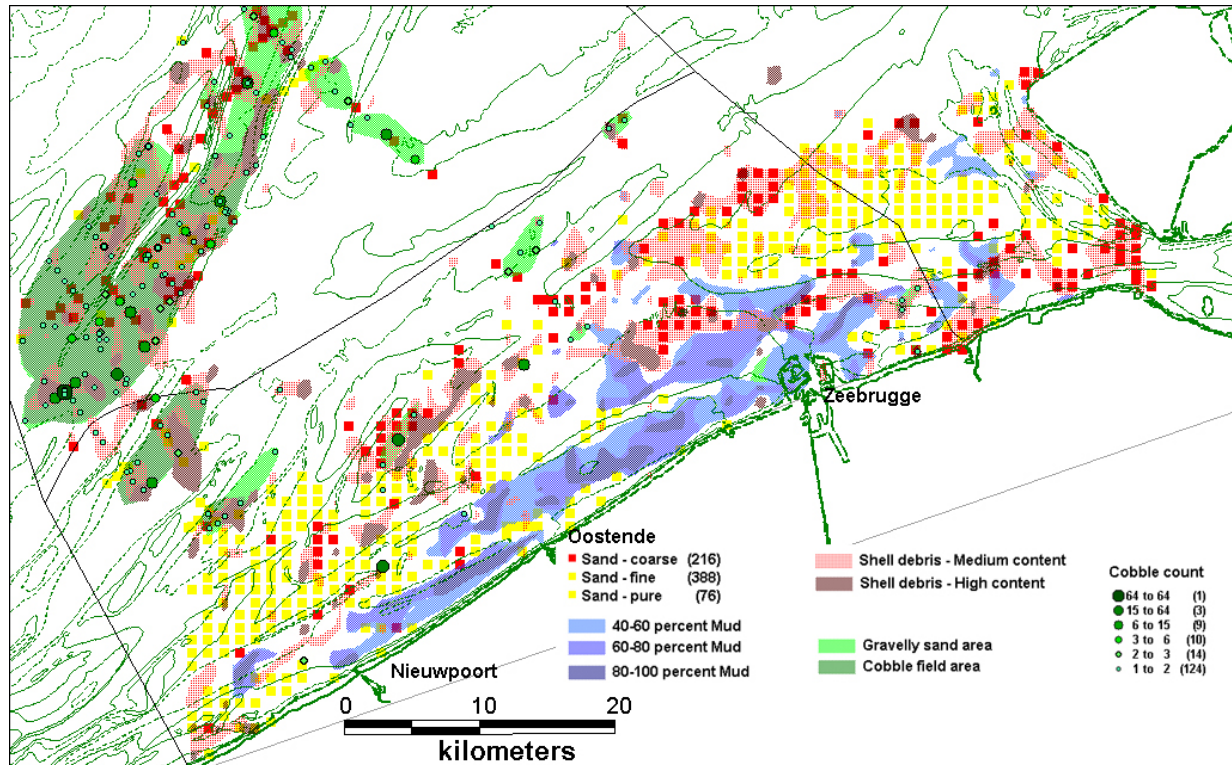 Zeebrugge
Oostende
Sand - coarse (216)
Sand - fine (388)
Sand - pure (76)
40-60 percent Mud
60-80 percent Mud
80-100 percent Mud
Shell debris - Medium content
Shell debris - High content
Gravelly sand area
Cobble field area
Cobble count
64 to 64 (1)
15 to 64 (3)
6 to 15 (9)
3 to 6 (10)
2 to 3 (14)
1 to 2 (124)
Nieuwpoort
0 10 20
kilometers